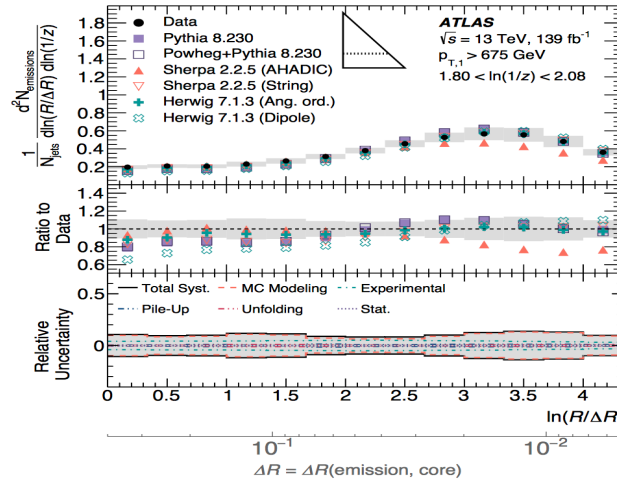 1/N_jets d²N_emissions / dln(R/ΔR) dln(1/z)
1.8
1.6
1.4
1.2
1.0
0.8
0.6
0.4
0.2
Data
Pythia 8.230
Powheg+Pythia 8.230
Sherpa 2.2.5 (AHADIC)
Sherpa 2.2.5 (String)
Herwig 7.1.3 (Ang. ord.)
Herwig 7.1.3 (Dipole)
ATLAS
√s = 13 TeV, 139 fb⁻¹
p_T,1 > 675 GeV
1.80 < ln(1/z) < 2.08
Ratio to
Data
1.4
1.2
1
0.8
0.6
Relative
Uncertainty
0.5
0
Total Syst. MC Modeling Experimental
Pile-Up Unfolding Stat.
0 0.5 1 1.5 2 2.5 3 3.5 4
ln(R/ΔR
10⁻¹ 10⁻²
ΔR = ΔR(emission, core)